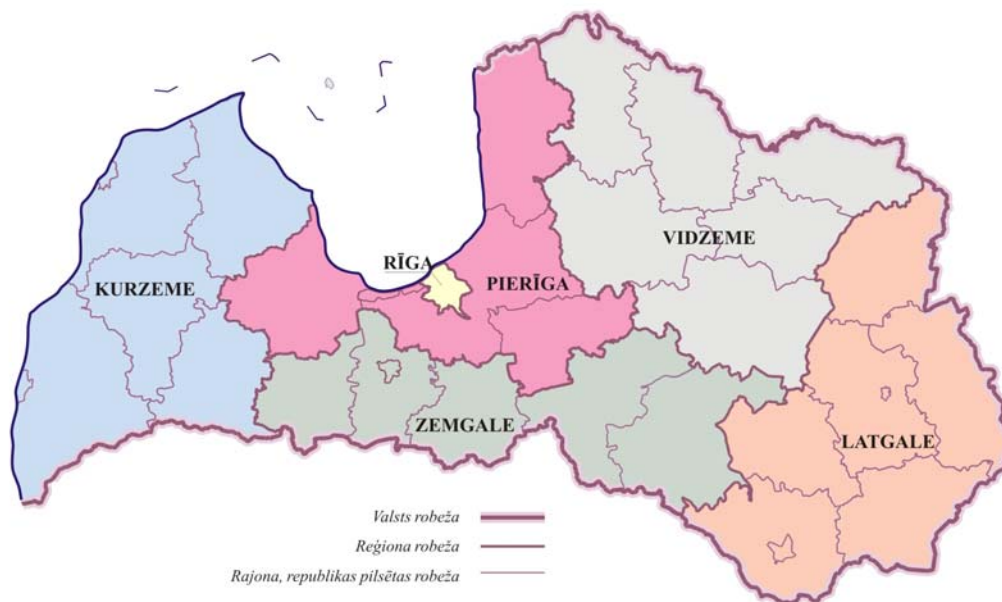 VIDZEME
RĪGA
PIERĪGA
KURZEME
ZEMGALE
LATGALE
Valsts robeža
Reģiona robeža
Rajona, republikas pilsētas robeža